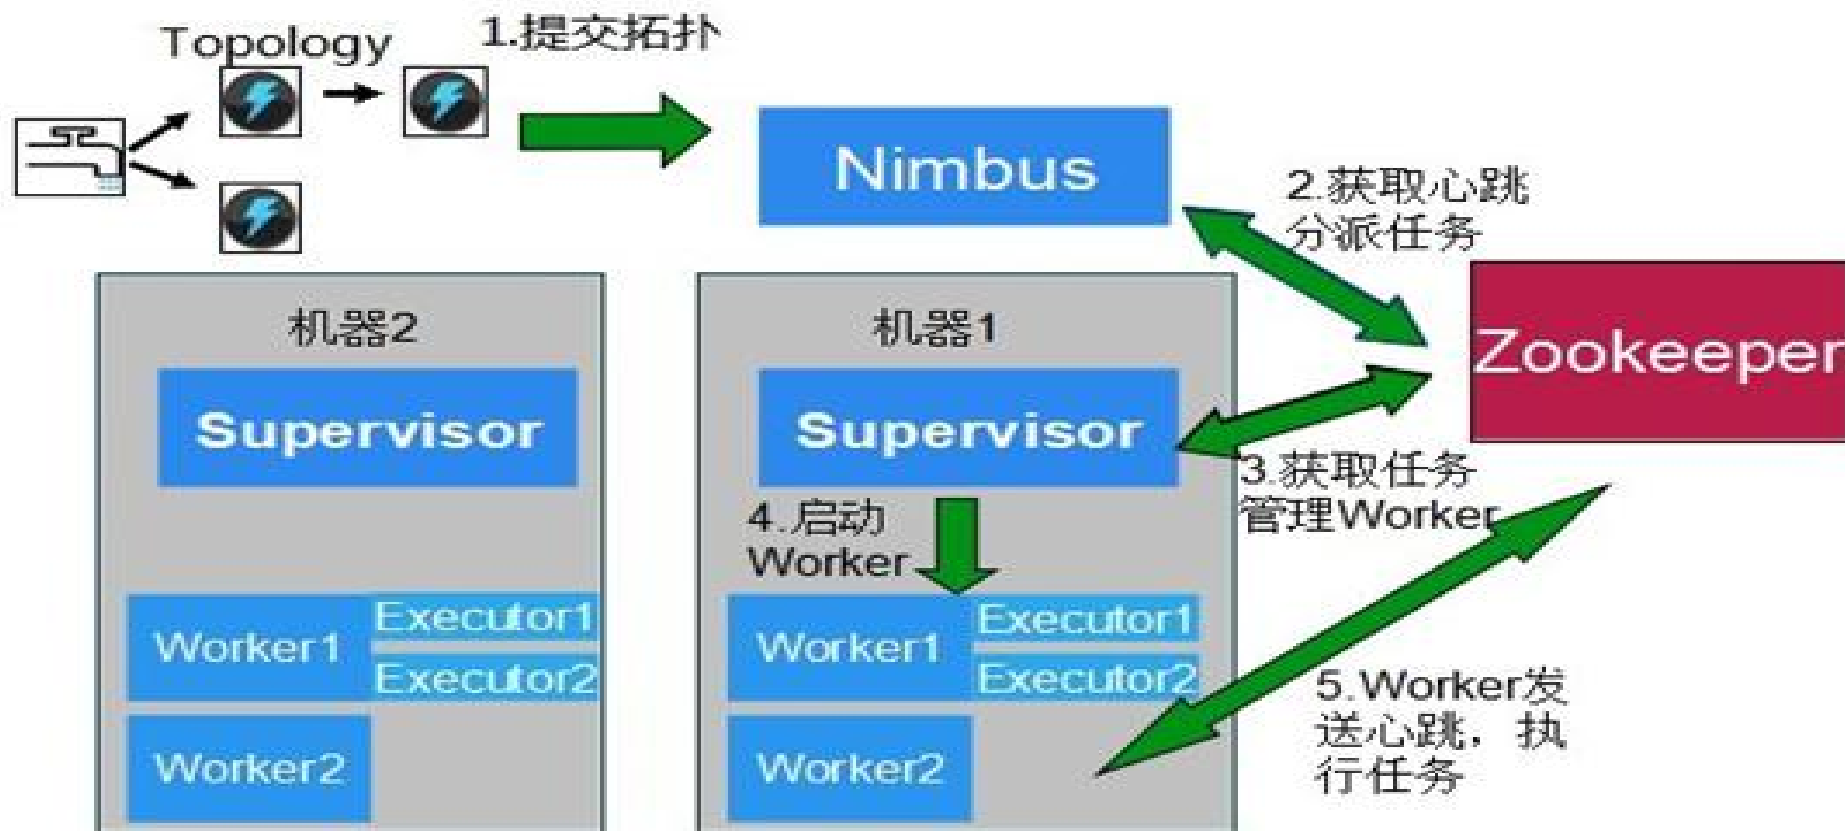 Topology
1.提交拓扑
Nimbus
2.获取心跳
分派任务
Zookeeper
机器2
机器1
Supervisor
Supervisor
3.获取任务
管理Worker
4.启动
Worker
Worker1
Executor1
Executor2
Worker2
Worker1
Executor1
Executor2
Worker2
5.Worker发
送心跳，执
行任务